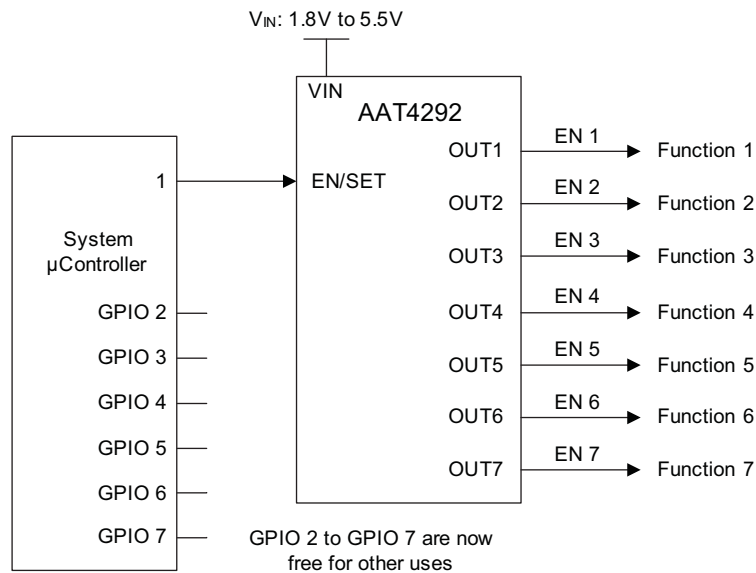 V_IN: 1.8V to 5.5V
VIN
AAT4292
1
EN/SET
System
µController
GPIO 2
GPIO 3
GPIO 4
GPIO 5
GPIO 6
GPIO 7
OUT1
EN 1
Function 1
OUT2
EN 2
Function 2
OUT3
EN 3
Function 3
OUT4
EN 4
Function 4
OUT5
EN 5
Function 5
OUT6
EN 6
Function 6
OUT7
EN 7
Function 7
GPIO 2 to GPIO 7 are now
free for other uses